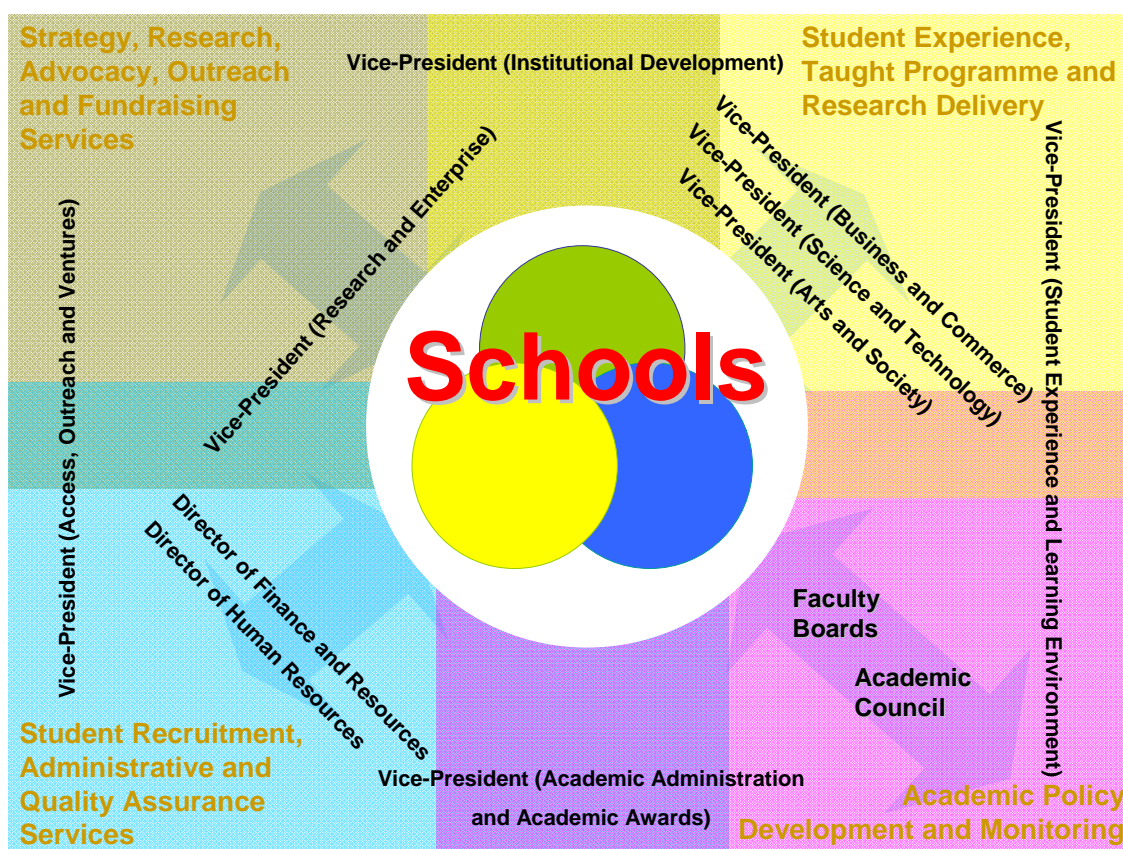 Strategy, Research,
Advocacy, Outreach
and Fundraising
Services
Vice-President (Institutional Development)
Student Experience,
Taught Programme and
Research Delivery
Vice-President (Access, Outreach and Ventures)
Vice-President (Research and Enterprise)
Vice-President (Business and Commerce)
Vice-President (Science and Technology)
Vice-President (Arts and Society)
Vice-President (Student Experience and Learning Environment)
Schools
Director of Finance and Resources
Director of Human Resources
Faculty
Boards
Academic
Council
Student Recruitment,
Administrative and
Quality Assurance
Services
Vice-President (Academic Administration
and Academic Awards)
Academic Policy
Development and Monitoring